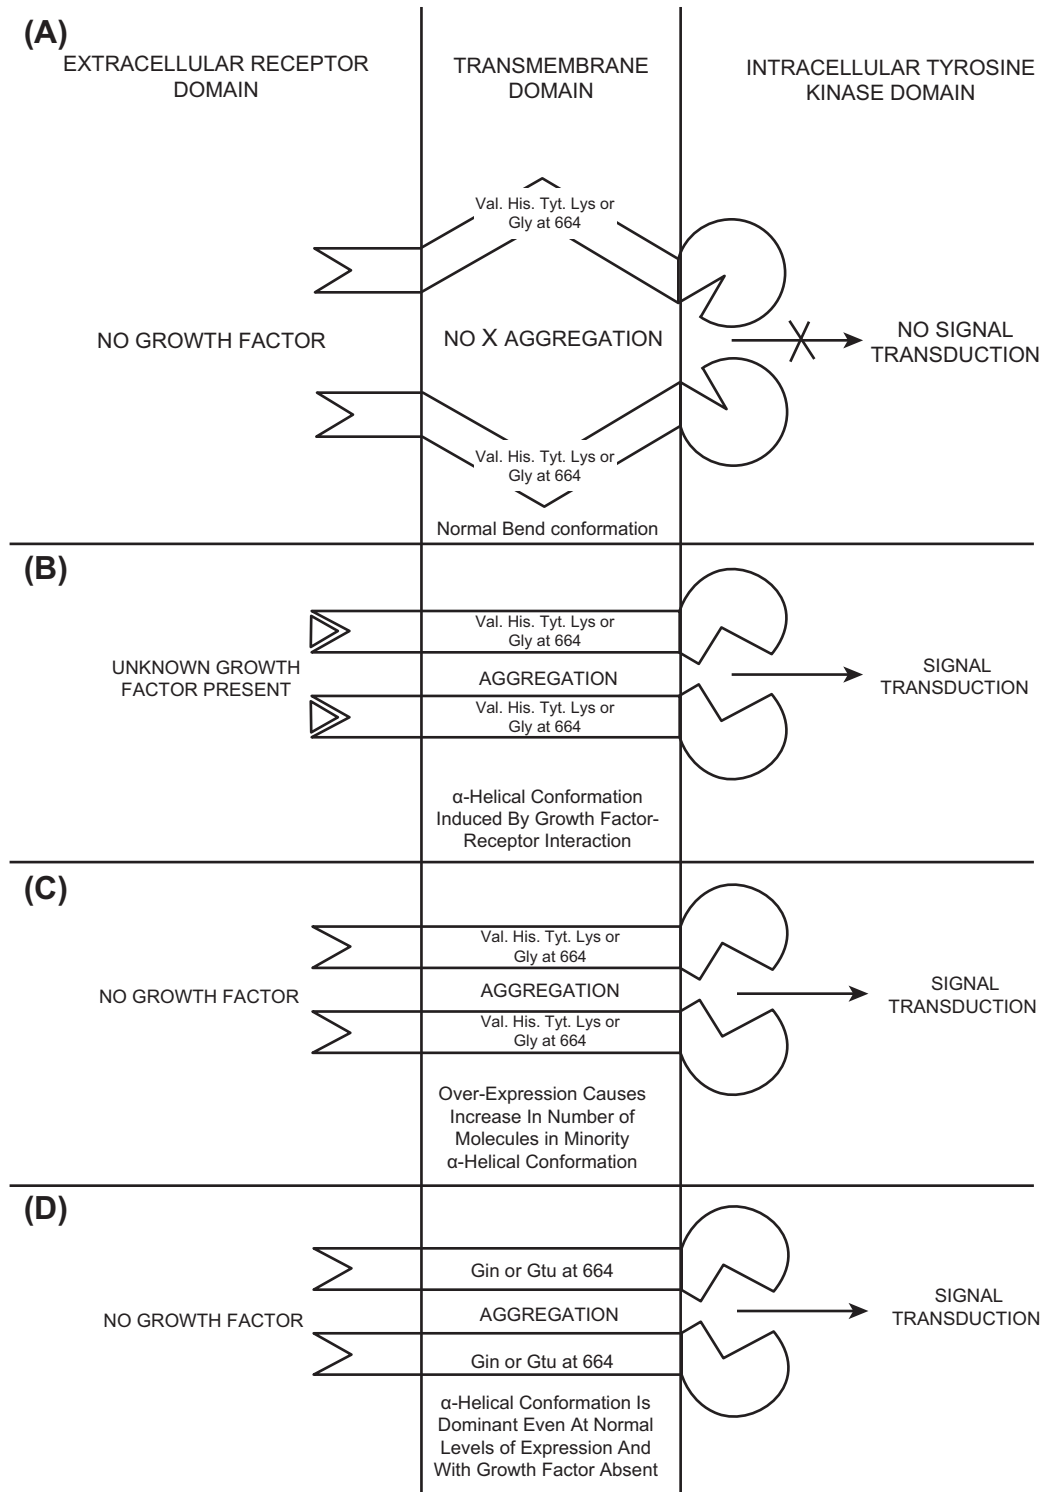 (A)
EXTRACELLULAR RECEPTOR
DOMAIN
TRANSMEMBRANE
DOMAIN
INTRACELLULAR TYROSINE
KINASE DOMAIN
Val. His. Tyt. Lys or
Gly at 664
NO GROWTH FACTOR
NO X AGGREGATION
NO SIGNAL
TRANSDUCTION
Val. His. Tyt. Lys or
Gly at 664
Normal Bend conformation
(B)
UNKNOWN GROWTH
FACTOR PRESENT
Val. His. Tyt. Lys or
Gly at 664
AGGREGATION
Val. His. Tyt. Lys or
Gly at 664
SIGNAL
TRANSDUCTION
α-Helical Conformation
Induced By Growth Factor-
Receptor Interaction
(C)
NO GROWTH FACTOR
Val. His. Tyt. Lys or
Gly at 664
AGGREGATION
Val. His. Tyt. Lys or
Gly at 664
SIGNAL
TRANSDUCTION
Over-Expression Causes
Increase In Number of
Molecules in Minority
α-Helical Conformation
(D)
NO GROWTH FACTOR
Gin or Gtu at 664
AGGREGATION
Gin or Gtu at 664
SIGNAL
TRANSDUCTION
α-Helical Conformation Is
Dominant Even At Normal
Levels of Expression And
With Growth Factor Absent